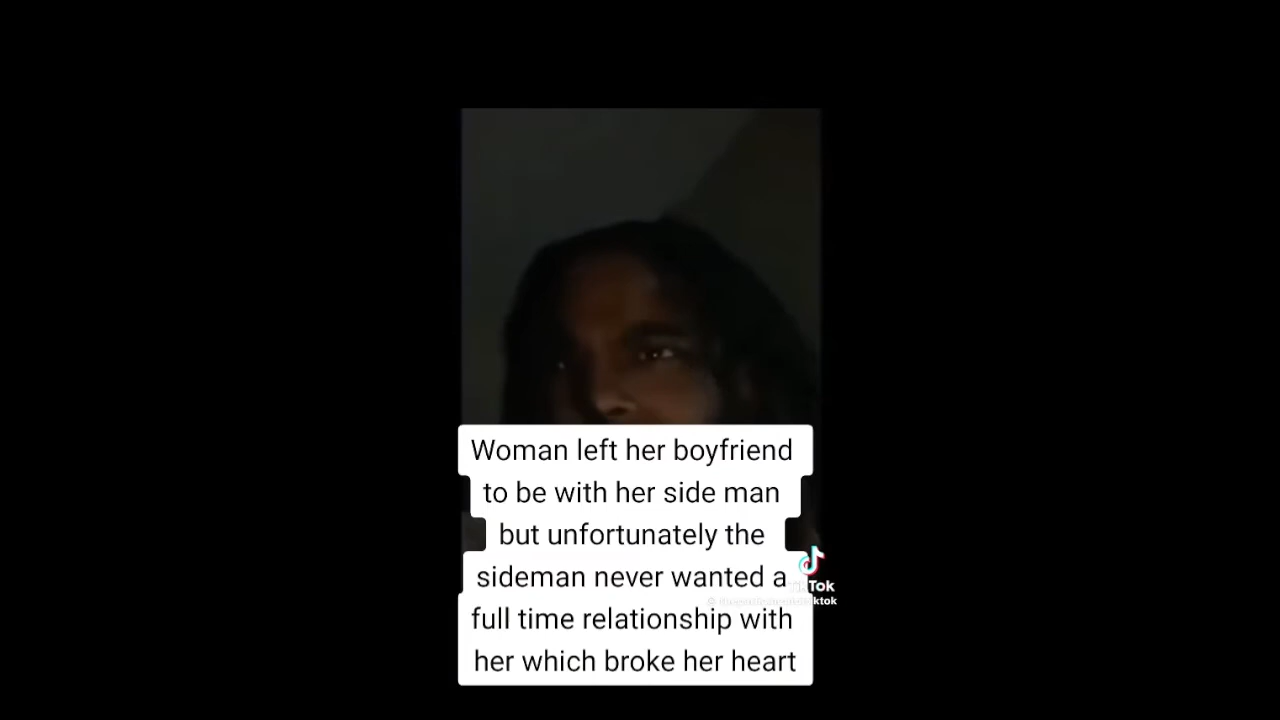 Woman left her boyfriend
to be with her side man
but unfortunately the
sideman never wanted a
full time relationship with
her which broke her heart
TikTok